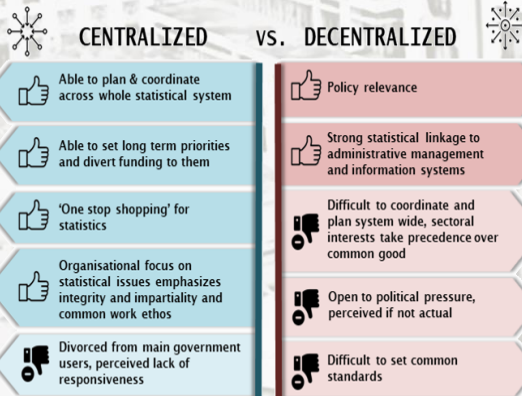 CENTRALIZED VS. DECENTRALIZED
Able to plan & coordinate
across whole statistical system
Able to set long term priorities
and divert funding to them
‘One stop shopping’ for
statistics
Organisational focus on
statistical issues emphasizes
integrity and impartiality and
common work ethos
Divorced from main government
users, perceived lack of
responsiveness
Policy relevance
Strong statistical linkage to
administrative management
and information systems
Difficult to coordinate and
plan system wide, sectoral
interests take precedence over
common good
Open to political pressure,
perceived if not actual
Difficult to set common
standards